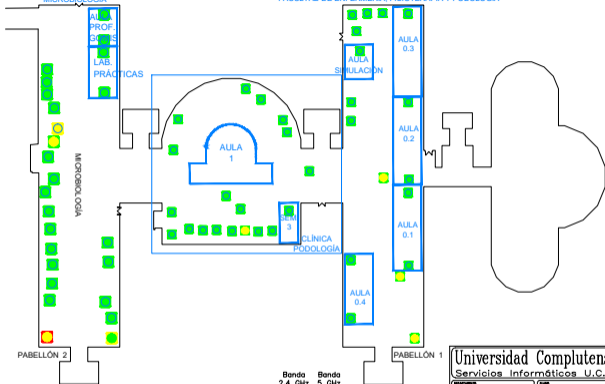 MICROBIOLOGÍA
AULA
PROF.
GOMIS
LAB.
PRÁCTICAS
AULA
SIMULACIÓN
AULA
0.3
AULA
0.2
AULA
1
MICROBIOLOGÍA
SEM.
3
CLÍNICA
PODOLOGÍA
AULA
0.1
AULA
0.4
PABELLÓN 2
PABELLÓN 1
Banda Banda
2.4 GHz 5 GHz
Universidad Complutens
Servicios Informáticos U.C.